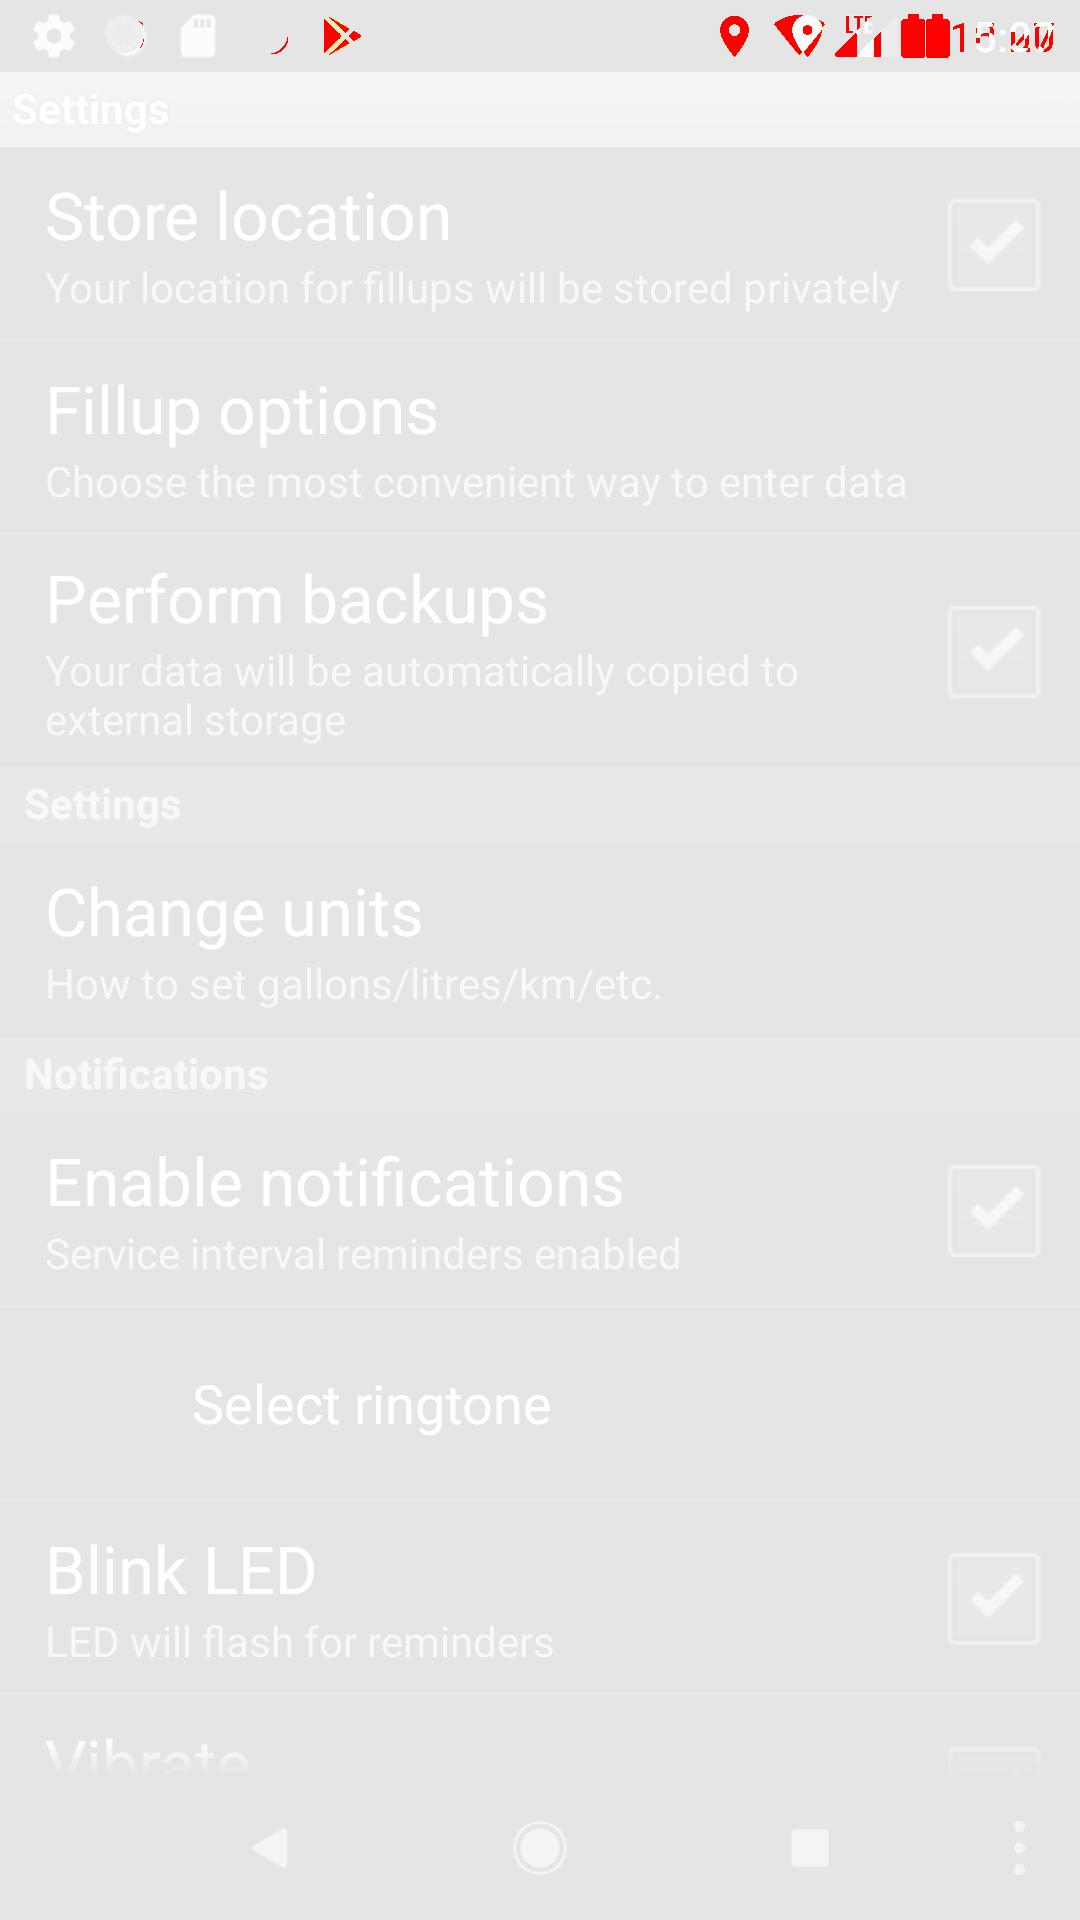 LTE
Settings
Store location
Your location for fillups will be stored privately
Fillup options
Choose the most convenient way to enter data
Perform backups
Your data will be automatically copied to
external storage
Settings
Change units
How to set gallons/litres/km/etc.
Notifications
Enable notifications
Service interval reminders enabled
Select ringtone
Blink LED
LED will flash for reminders
Vibrate